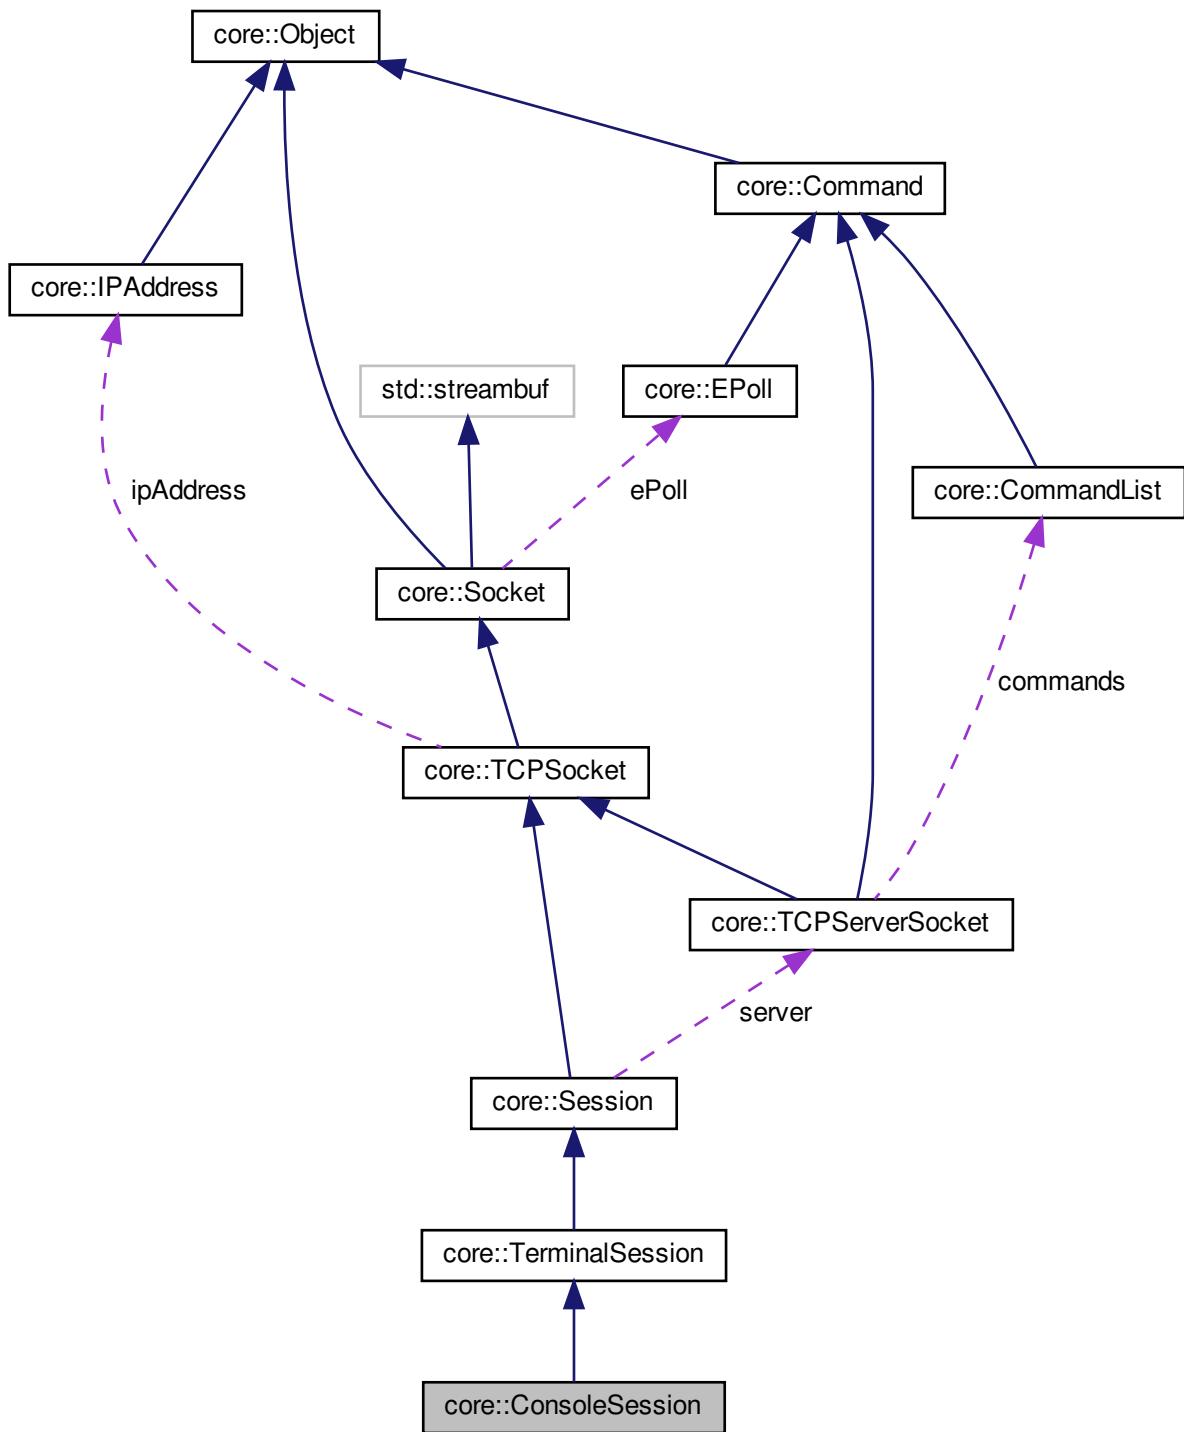 core::Object
core::Command
core::IPAddress
std::streambuf
core::EPoll
ipAddress
ePoll
core::CommandList
core::Socket
commands
core::TCPSocket
core::TCPServerSocket
server
core::Session
core::TerminalSession
core::ConsoleSession